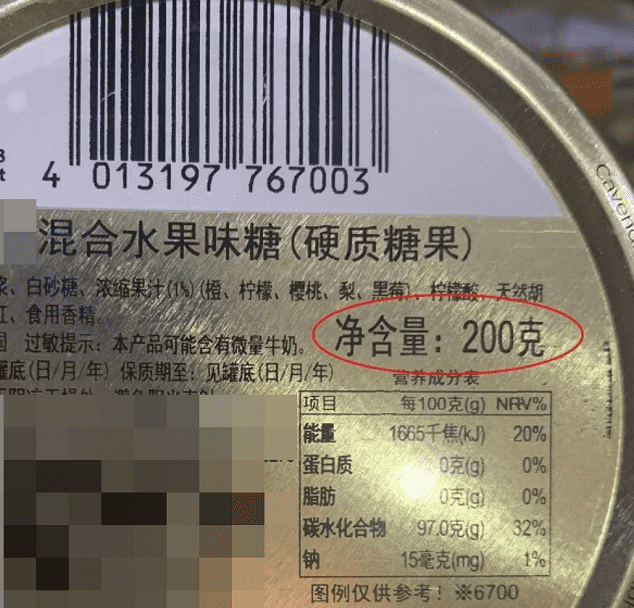 4 013197 767003
混合水果味糖(硬质糖果)
浆、白砂糖、浓缩果汁(1%)(橙、柠檬、樱桃、梨、黑莓)、柠檬酸、天然胡
红、食用香精。
净含量：200克
国 过敏提示：本产品可能含有微量牛奶。
罐底(日/月/年) 保质期至：见罐底(日/月/年)
营养成分表
项目 每100克(g) NRV%
能量 1665千焦(kJ) 20%
蛋白质 0克(g) 0%
脂肪 0克(g) 0%
碳水化合物 97.0克(g) 32%
钠 15毫克(mg) 1%
图例仅供参考！※6700
Cavend